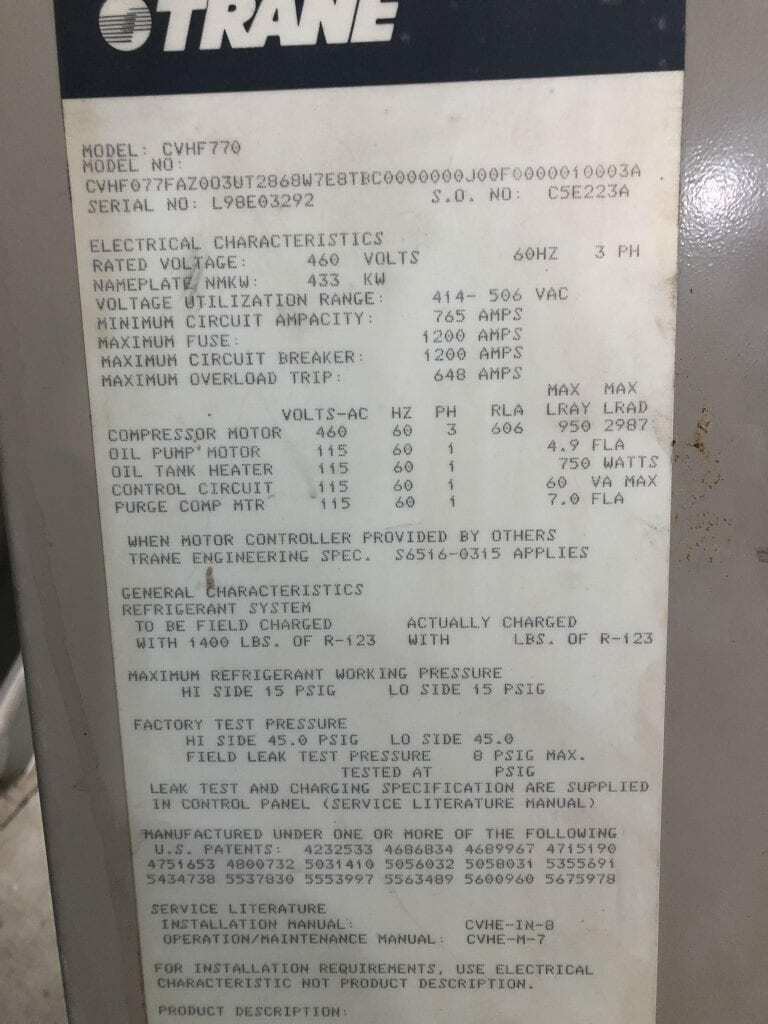 TRANE
MODEL: CVHF770
MODEL NO:
CVHF077FAZ003UT2868W7E8TBC0000000J00F0000010003A
SERIAL NO: L98E03292 S.O. NO: C5E223A
ELECTRICAL CHARACTERISTICS
RATED VOLTAGE: 460 VOLTS 60HZ 3 PH
NAMEPLATE NMKW: 433 KW
VOLTAGE UTILIZATION RANGE: 414- 506 VAC
MINIMUM CIRCUIT AMPACITY: 765 AMPS
MAXIMUM FUSE: 1200 AMPS
MAXIMUM CIRCUIT BREAKER: 1200 AMPS
MAXIMUM OVERLOAD TRIP: 648 AMPS
MAX MAX
VOLTS-AC HZ PH RLA LRAY LRAD
COMPRESSOR MOTOR 460 60 3 606 950 2987
OIL PUMP MOTOR 115 60 1 4.9 FLA
OIL TANK HEATER 115 60 1 750 WATTS
CONTROL CIRCUIT 115 60 1 60 VA MAX
PURGE COMP MTR 115 60 1 7.0 FLA
WHEN MOTOR CONTROLLER PROVIDED BY OTHERS
TRANE ENGINEERING SPEC. S6516-0315 APPLIES
GENERAL CHARACTERISTICS
REFRIGERANT SYSTEM
TO BE FIELD CHARGED ACTUALLY CHARGED
WITH 1400 LBS. OF R-123 WITH LBS. OF R-123
MAXIMUM REFRIGERANT WORKING PRESSURE
HI SIDE 15 PSIG LO SIDE 15 PSIG
FACTORY TEST PRESSURE
HI SIDE 45.0 PSIG LO SIDE 45.0
FIELD LEAK TEST PRESSURE 8 PSIG MAX.
TESTED AT PSIG
LEAK TEST AND CHARGING SPECIFICATION ARE SUPPLIED
IN CONTROL PANEL (SERVICE LITERATURE MANUAL)
MANUFACTURED UNDER ONE OR MORE OF THE FOLLOWING
U.S. PATENTS: 4232533 4686834 4689967 4715190
4751653 4800732 5031410 5056032 5058031 5355691
5434738 5537830 5553997 5563489 5600960 5675978
SERVICE LITERATURE
INSTALLATION MANUAL: CVHE-IN-8
OPERATION/MAINTENANCE MANUAL: CVHE-M-7
FOR INSTALLATION REQUIREMENTS, USE ELECTRICAL
CHARACTERISTIC NOT PRODUCT DESCRIPTION.
PRODUCT DESCRIPTION: